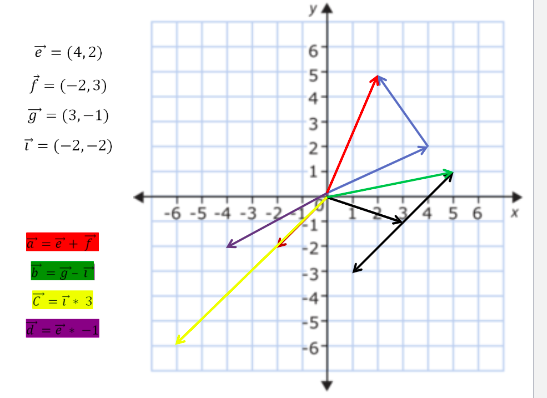 e⃗ = (4, 2)
f⃗ = (−2, 3)
g⃗ = (3, −1)
ı⃗ = (−2, −2)
a⃗ = e⃗ + f⃗
b⃗ = g⃗ − ı⃗
C⃗ = ı⃗ ∗ 3
d⃗ = e⃗ ∗ −1
y
6
5
4
3
2
1
-6 -5 -4 -3 -2 -1 0 1 2 3 4 5 6 x
-1
-2
-3
-4
-5
-6